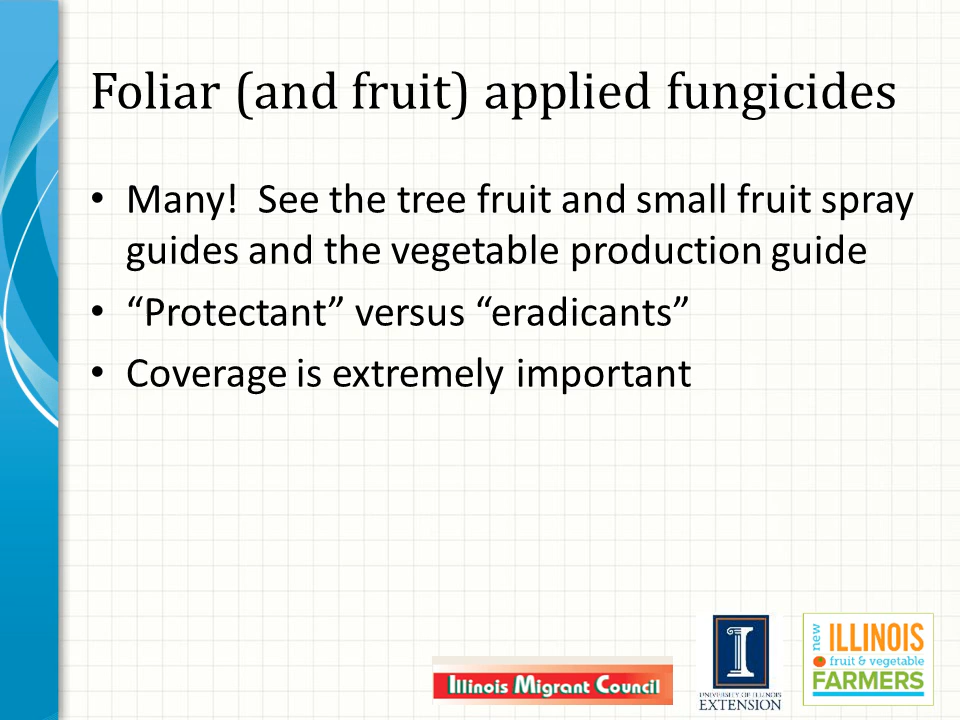 Foliar (and fruit) applied fungicides
• Many!  See the tree fruit and small fruit spray
guides and the vegetable production guide
• “Protectant” versus “eradicants”
• Coverage is extremely important
Illinois Migrant Council
I
UNIVERSITY OF ILLINOIS
EXTENSION
new
ILLINOIS
fruit & vegetable
FARMERS